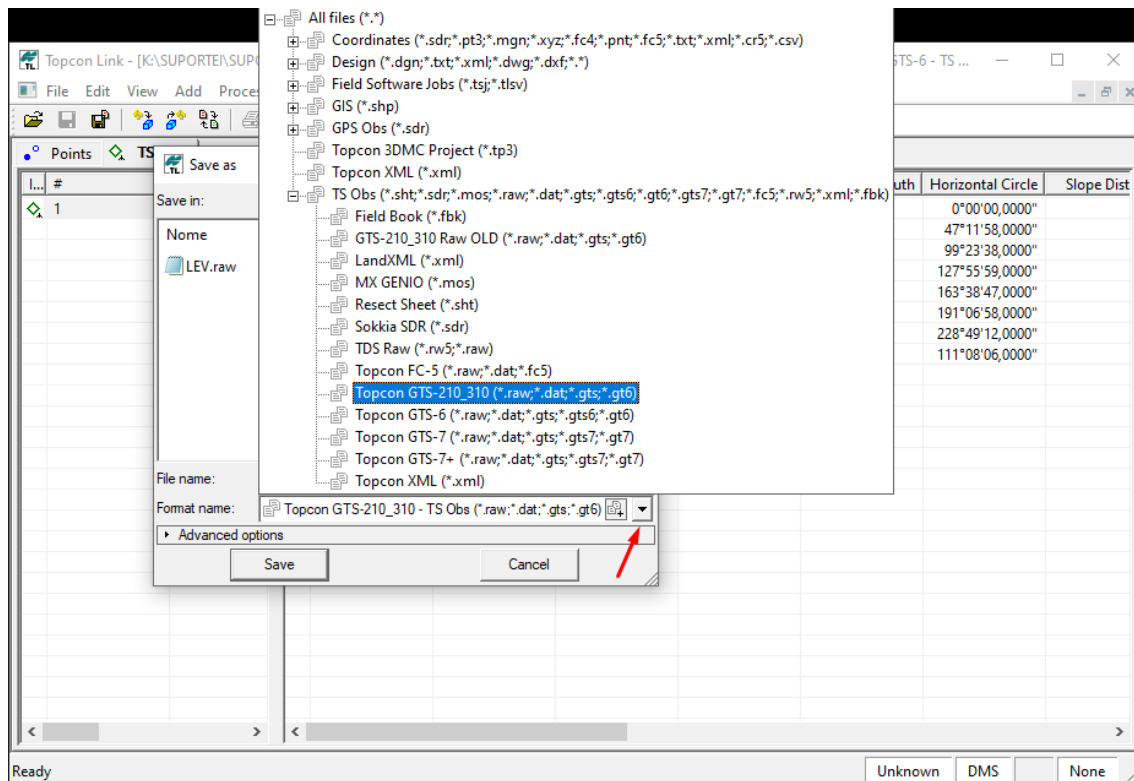 All files (*.*)
Coordinates (*.sdr;*.pt3;*.mgn;*.xyz;*.fc4;*.pnt;*.fc5;*.txt;*.xml;*.cr5;*.csv)
Topcon Link - [K:\SUPORTEI\SUP
Design (*.dgn;*.txt;*.xml;*.dwg;*.dxf;*.*)
GTS-6 - TS ...
File Edit View Add Proces
Field Software Jobs (*.tsj;*.tlsv)
GIS (*.shp)
GPS Obs (*.sdr)
Points TS
Topcon 3DMC Project (*.tp3)
Save as
Topcon XML (*.xml)
I... #
TS Obs (*.sht;*.sdr;*.mos;*.raw;*.dat;*.gts;*.gts6;*.gt6;*.gts7;*.gt7;*.fc5;*.rw5;*.xml;*.fbk)
uth Horizontal Circle Slope Dist
1
Save in:
Field Book (*.fbk)
0°00'00,0000"
Nome
GTS-210_310 Raw OLD (*.raw;*.dat;*.gts;*.gt6)
47°11'58,0000"
LEV.raw
LandXML (*.xml)
99°23'38,0000"
MX GENIO (*.mos)
127°55'59,0000"
Resect Sheet (*.sht)
163°38'47,0000"
Sokkia SDR (*.sdr)
191°06'58,0000"
TDS Raw (*.rw5;*.raw)
228°49'12,0000"
Topcon FC-5 (*.raw;*.dat;*.fc5)
111°08'06,0000"
Topcon GTS-210_310 (*.raw;*.dat;*.gts;*.gt6)
Topcon GTS-6 (*.raw;*.dat;*.gts;*.gts6;*.gt6)
Topcon GTS-7 (*.raw;*.dat;*.gts;*.gts7;*.gt7)
Topcon GTS-7+ (*.raw;*.dat;*.gts;*.gts7;*.gt7)
File name:
Topcon XML (*.xml)
Format name: Topcon GTS-210_310 - TS Obs (*.raw;*.dat;*.gts;*.gt6)
Advanced options
Save Cancel
Ready Unknown DMS None